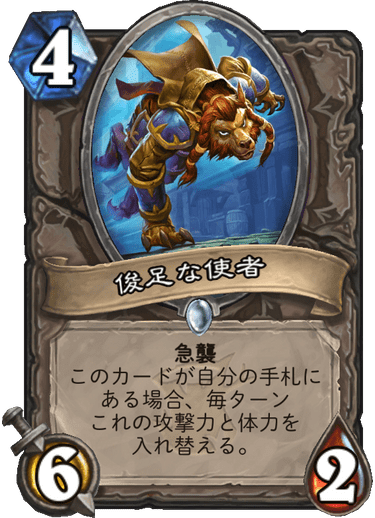 4
俊足な使者
急襲
このカードが自分の手札に
ある場合、毎ターン
これの攻撃力と体力を
入れ替える。
6
2